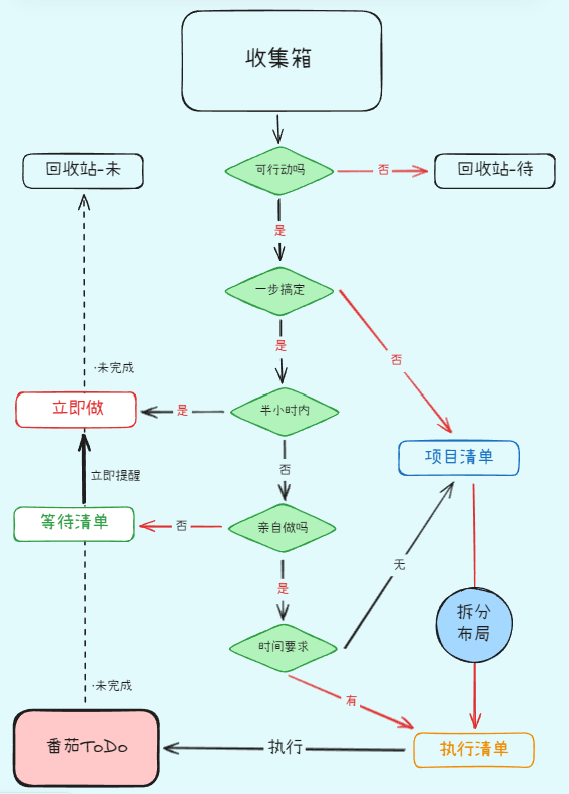 收集箱
回收站-未
可行动吗
否
回收站-待
是
一步搞定
是
否
·未完成
立即做
是
半小时内
项目清单
立即提醒
否
等待清单
否
亲自做吗
无
是
拆分
布局
时间要求
·未完成
有
番茄ToDo
执行
执行清单